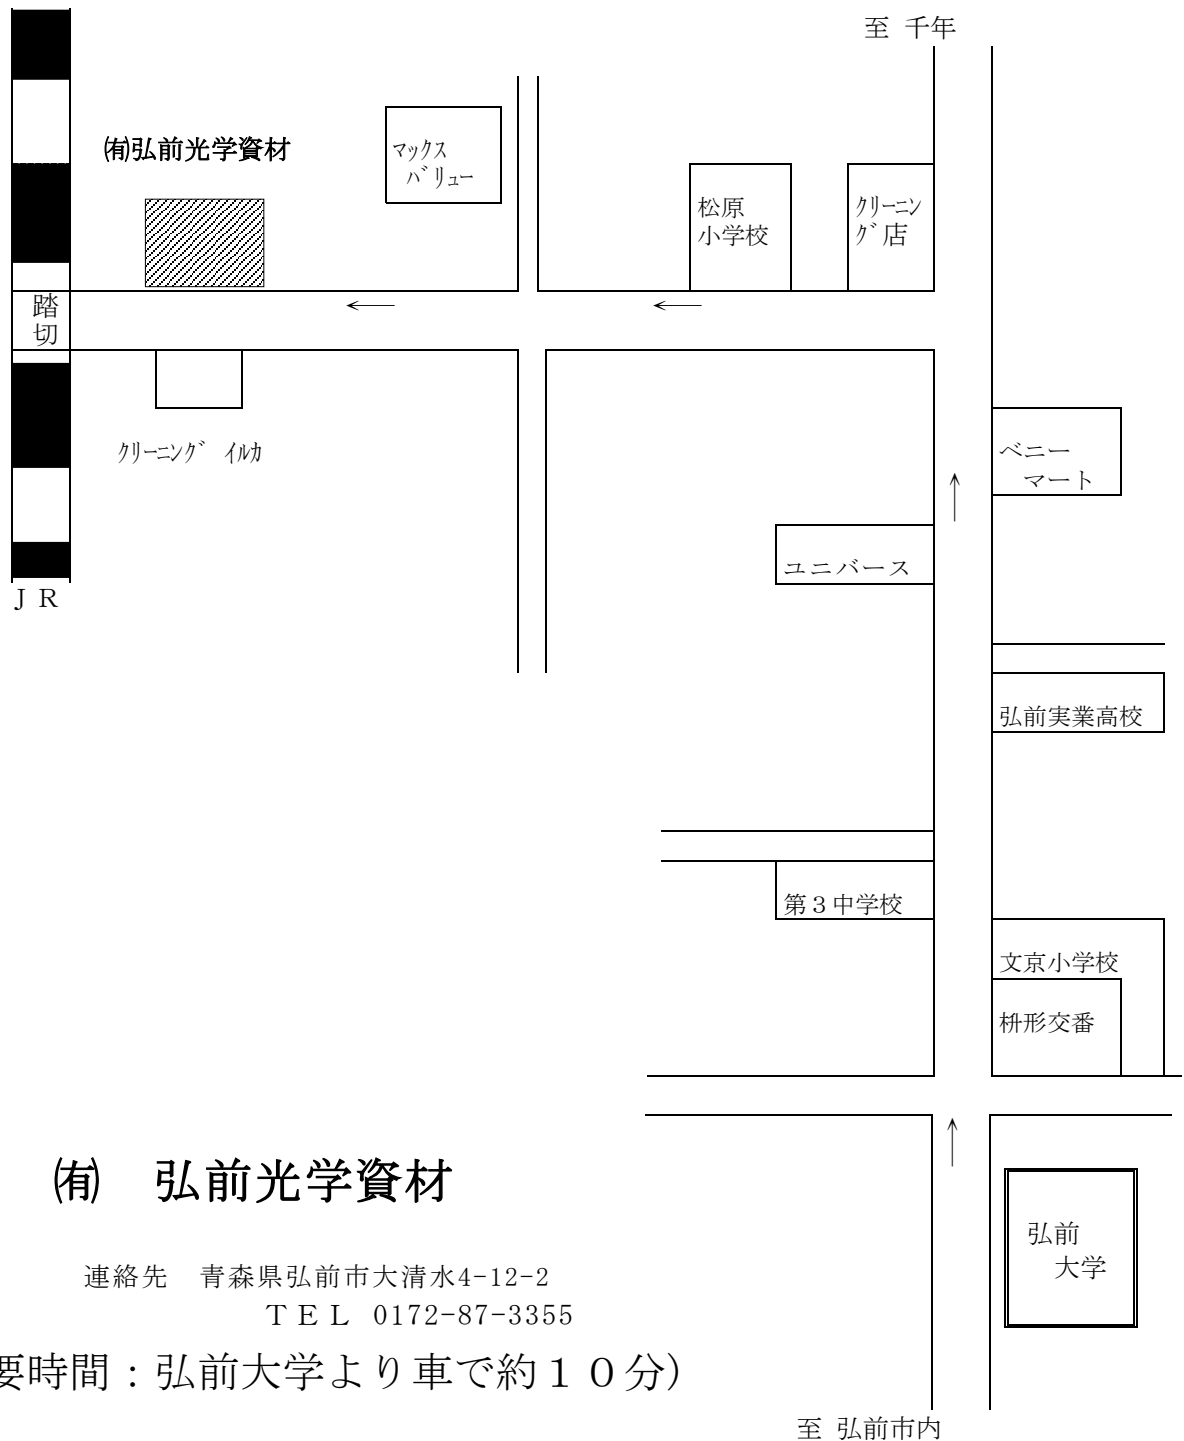 至 千年
㈲弘前光学資材
マックス
バリュー
松原
小学校
クリーニン
グ店
踏
切
クリーニング イルカ
ベニー
マート
ユニバース
ＪＲ
弘前実業高校
第３中学校
文京小学校
枡形交番
㈲　弘前光学資材
弘前
大学
連絡先　青森県弘前市大清水4-12-2
ＴＥＬ 0172-87-3355
要時間：弘前大学より車で約１０分）
至 弘前市内